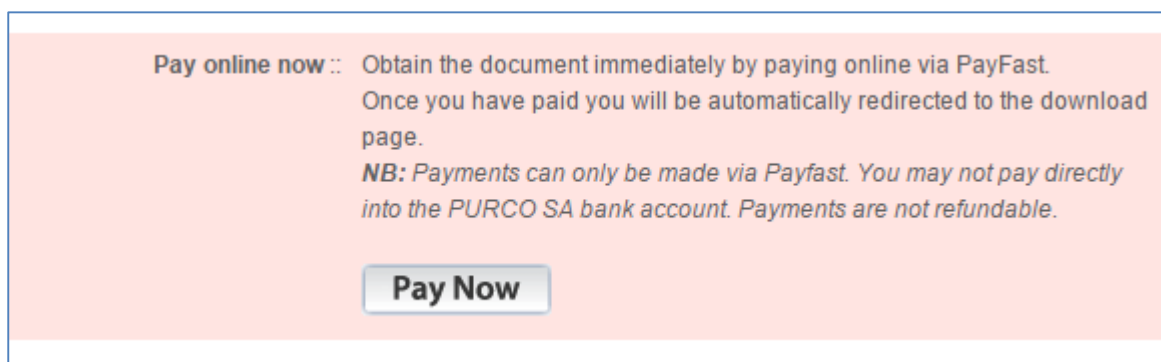 Pay online now :: Obtain the document immediately by paying online via PayFast.
Once you have paid you will be automatically redirected to the download
page.
NB: Payments can only be made via Payfast. You may not pay directly
into the PURCO SA bank account. Payments are not refundable.
Pay Now